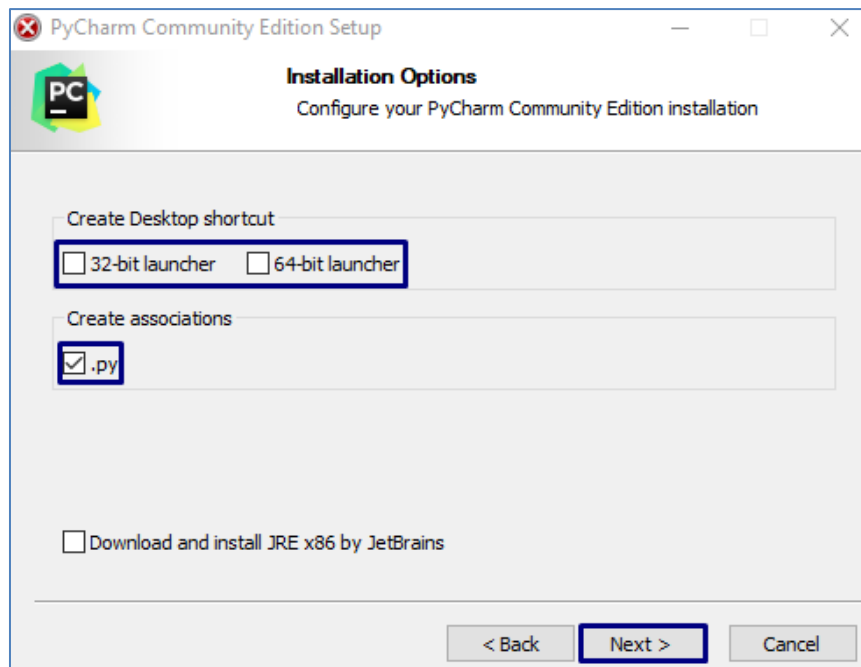 PyCharm Community Edition Setup
PC
Installation Options
Configure your PyCharm Community Edition installation
Create Desktop shortcut
32-bit launcher 64-bit launcher
Create associations
.py
Download and install JRE x86 by JetBrains
< Back Next > Cancel